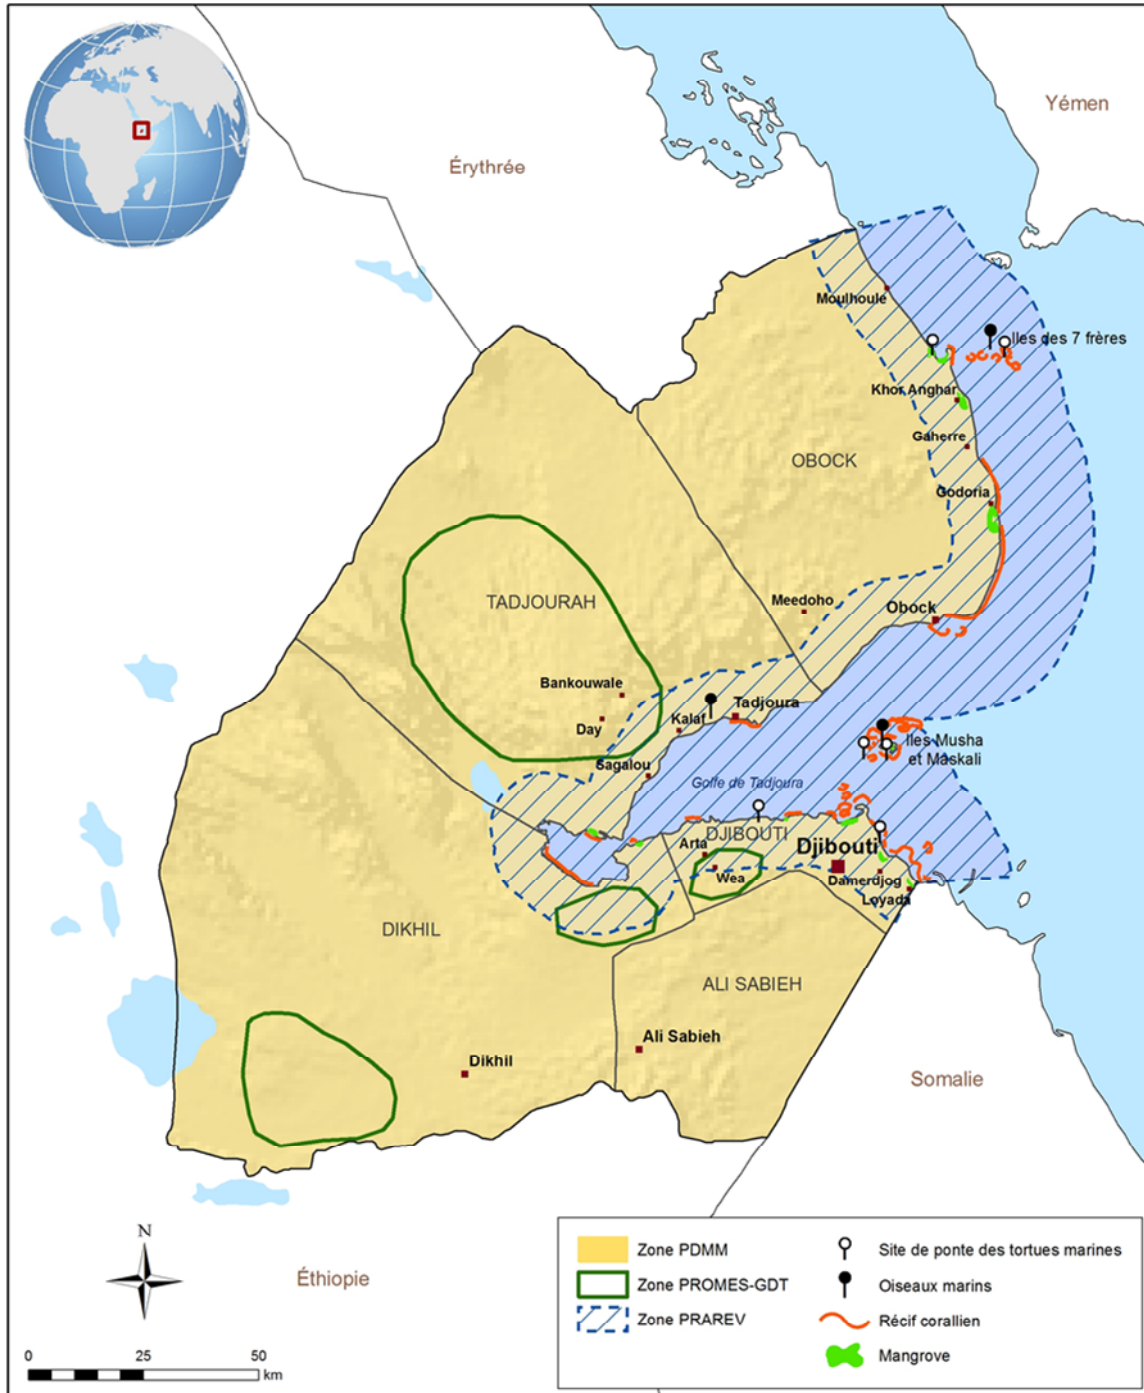 Yémen
Érythrée
Moulhoule
Iles des 7 frères
Khor Anghar
Gaherre
OBOCK
Godoria
TADJOURAH
Meedoho
Obock
Bankouwale
Tadjoura
Day
Kalaf
Iles Musha
et Maskali
Sagalou
Golfe de Tadjoura
DJIBOUTI
Arta
Djibouti
Wea
Damerdjog
Loyada
DIKHIL
ALI SABIEH
Ali Sabieh
Dikhil
Somalie
N
Éthiopie
0 25 50
km
Zone PDMM
Zone PROMES-GDT
Zone PRAREV
Site de ponte des tortues marines
Oiseaux marins
Récif corallien
Mangrove